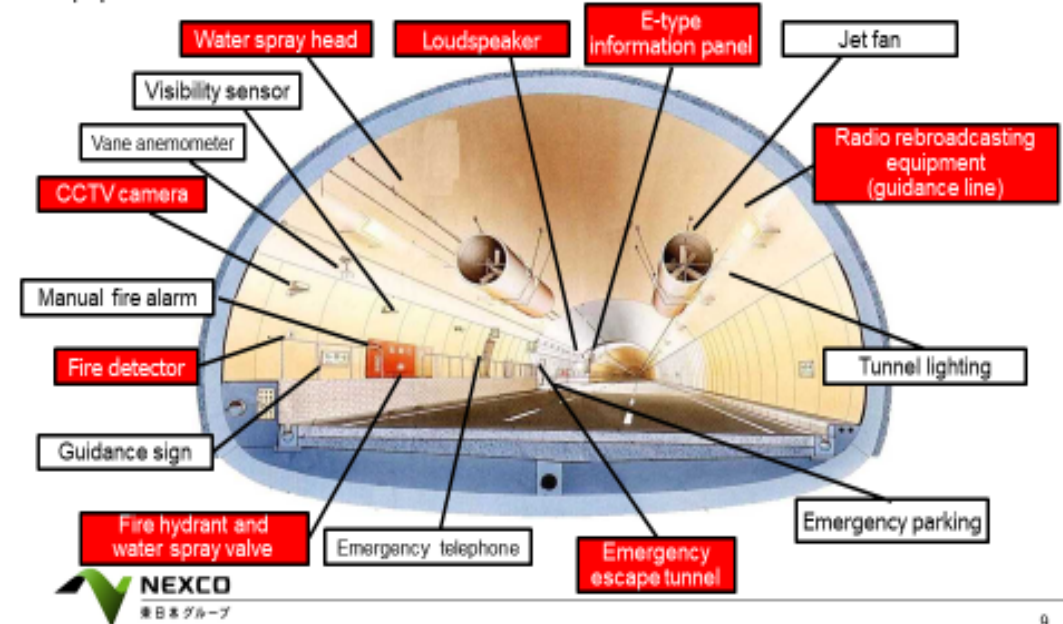 Water spray head
Loudspeaker
E-type
information panel
Jet fan
Visibility sensor
Vane anemometer
Radio rebroadcasting
equipment
(guidance line)
CCTV camera
Manual fire alarm
Fire detector
Tunnel lighting
Guidance sign
Fire hydrant and
water spray valve
Emergency telephone
Emergency
escape tunnel
Emergency parking
NEXCO
東日本グループ
9